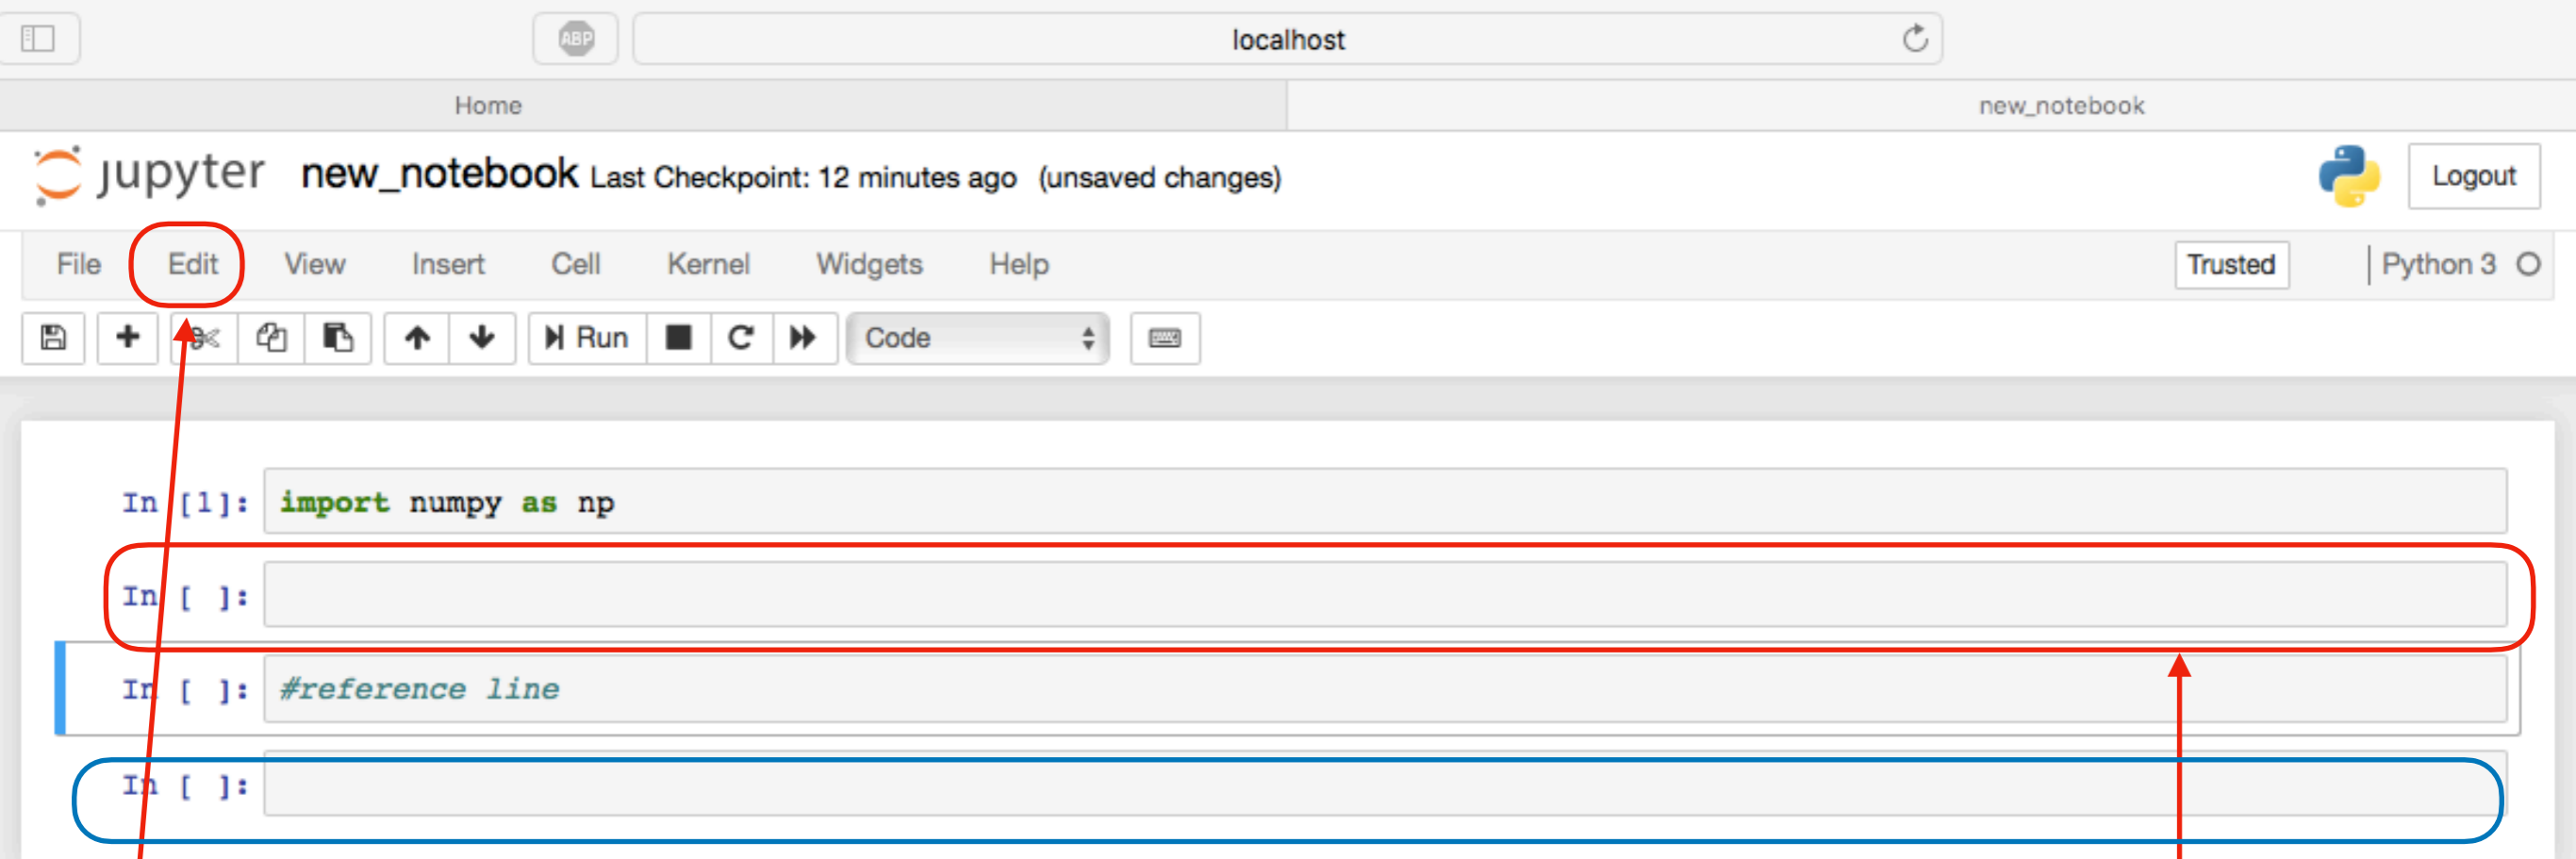 ABP
localhost
Home new_notebook
jupyter new_notebook Last Checkpoint: 12 minutes ago (unsaved changes) Logout
File Edit View Insert Cell Kernel Widgets Help Trusted Python 3
Run Code
In [1]: import numpy as np
In [ ]:
In [ ]: #reference line
In [ ]: